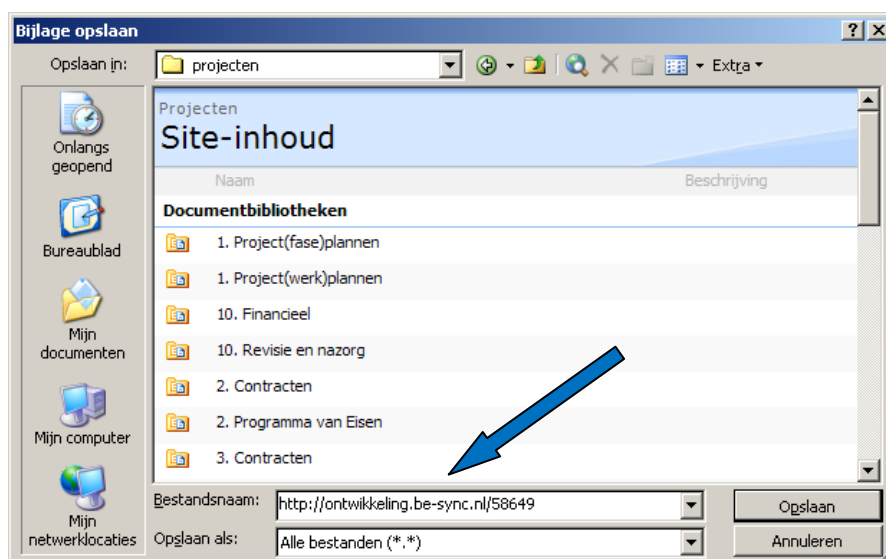 Bijlage opslaan
Opslaan in:
projecten
Extra
Onlangs
geopend
Bureaublad
Mijn
documenten
Mijn computer
Mijn
netwerklocaties
Projecten
Site-inhoud
Naam Beschrijving
Documentbibliotheken
1. Project(fase)plannen
1. Project(werk)plannen
10. Financieel
10. Revisie en nazorg
2. Contracten
2. Programma van Eisen
3. Contracten
Bestandsnaam: http://ontwikkeling.be-sync.nl/58649 Opslaan
Opslaan als: Alle bestanden (*.*) Annuleren